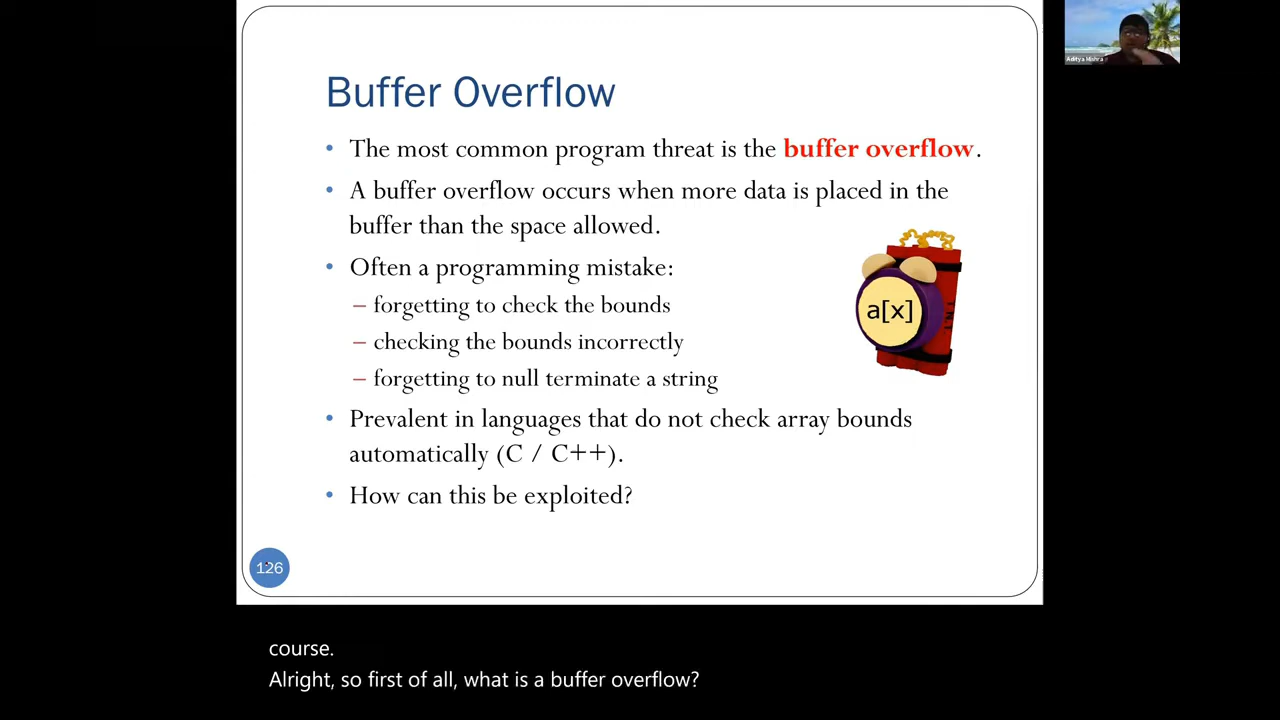 Aditya Mishra
Buffer Overflow
• The most common program threat is the buffer overflow.
• A buffer overflow occurs when more data is placed in the
buffer than the space allowed.
• Often a programming mistake:
– forgetting to check the bounds
– checking the bounds incorrectly
– forgetting to null terminate a string
a[x]
T.N.T.
• Prevalent in languages that do not check array bounds
automatically (C / C++).
• How can this be exploited?
126
course.
Alright, so first of all, what is a buffer overflow?